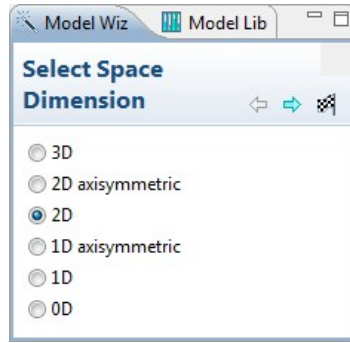 Model Wiz Model Lib
Select Space
Dimension
3D
2D axisymmetric
2D
1D axisymmetric
1D
0D